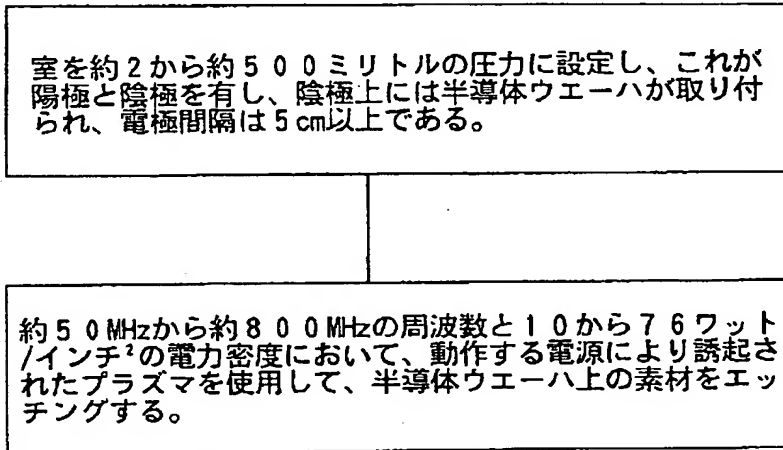 室を約2から約500ミリトルの圧力に設定し、これが
陽極と陰極を有し、陰極上には半導体ウエーハが取り付
られ、電極間隔は5cm以上である。
約50MHzから約800MHzの周波数と10から76ワット
/インチ²の電力密度において、動作する電源により誘起さ
れたプラズマを使用して、半導体ウエーハ上の素材をエッ
チングする。